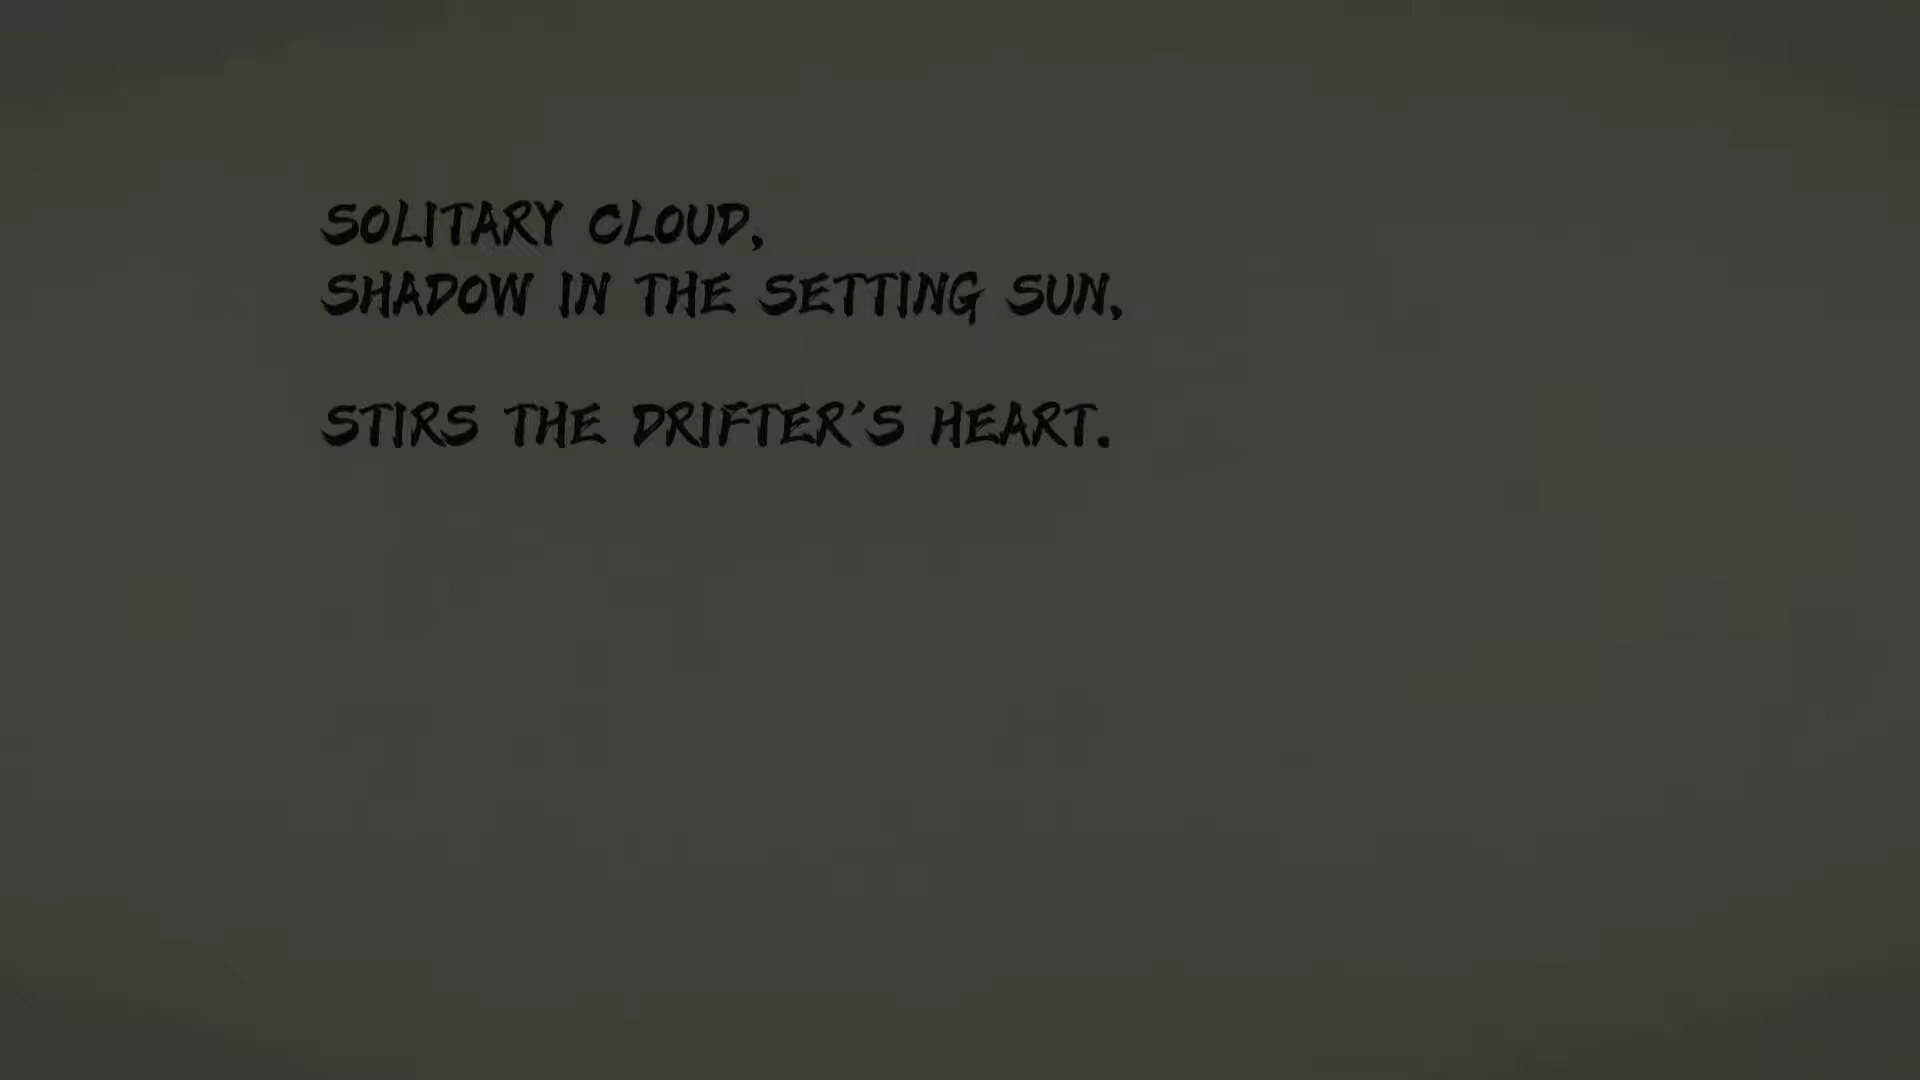 SOLITARY CLOUD,
SHADOW IN THE SETTING SUN,
STIRS THE DRIFTER'S HEART.